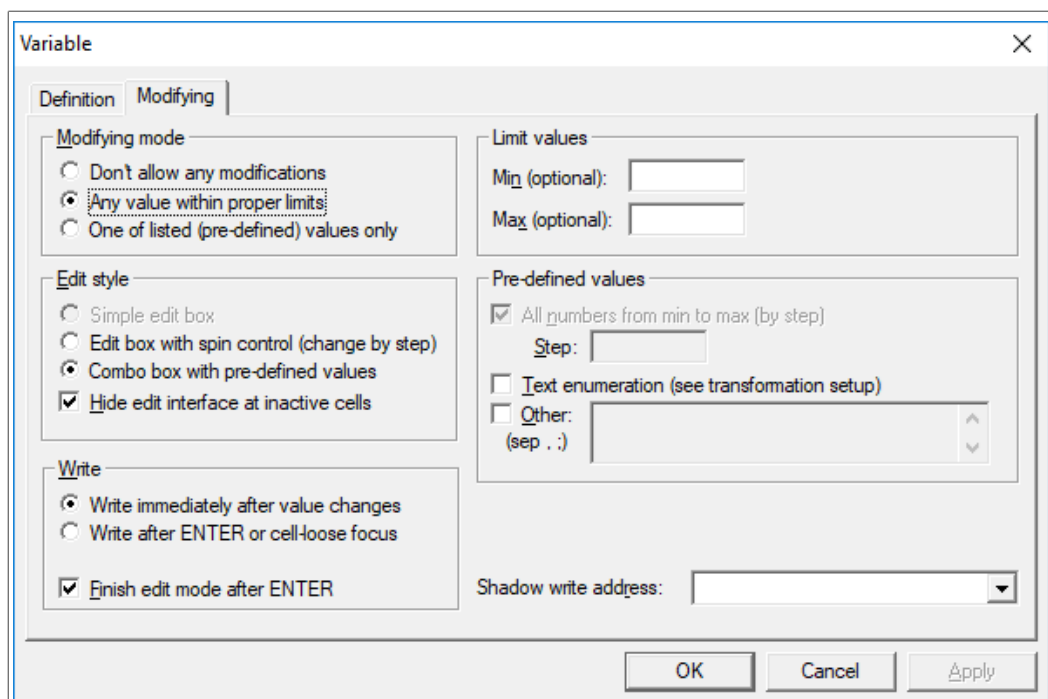 Variable
Definition
Modifying
Modifying mode
Don't allow any modifications
Any value within proper limits
One of listed (pre-defined) values only
Edit style
Simple edit box
Edit box with spin control (change by step)
Combo box with pre-defined values
Hide edit interface at inactive cells
Write
Write immediately after value changes
Write after ENTER or cell-loose focus
Finish edit mode after ENTER
Limit values
Min (optional):
Max (optional):
Pre-defined values
All numbers from min to max (by step)
Step:
Text enumeration (see transformation setup)
Other:
(sep , ;)
Shadow write address:
OK
Cancel
Apply